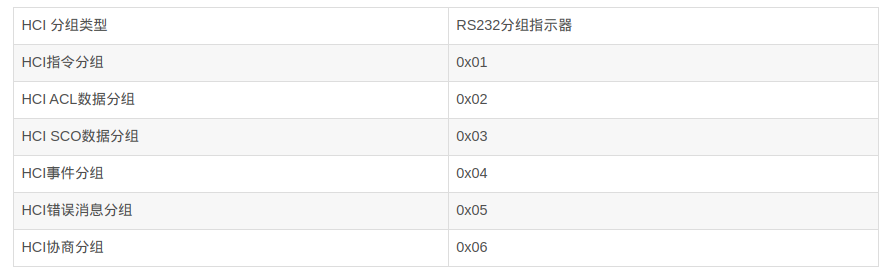 HCI 分组类型 RS232分组指示器
HCI指令分组 0x01
HCI ACL数据分组 0x02
HCI SCO数据分组 0x03
HCI事件分组 0x04
HCI错误消息分组 0x05
HCI协商分组 0x06